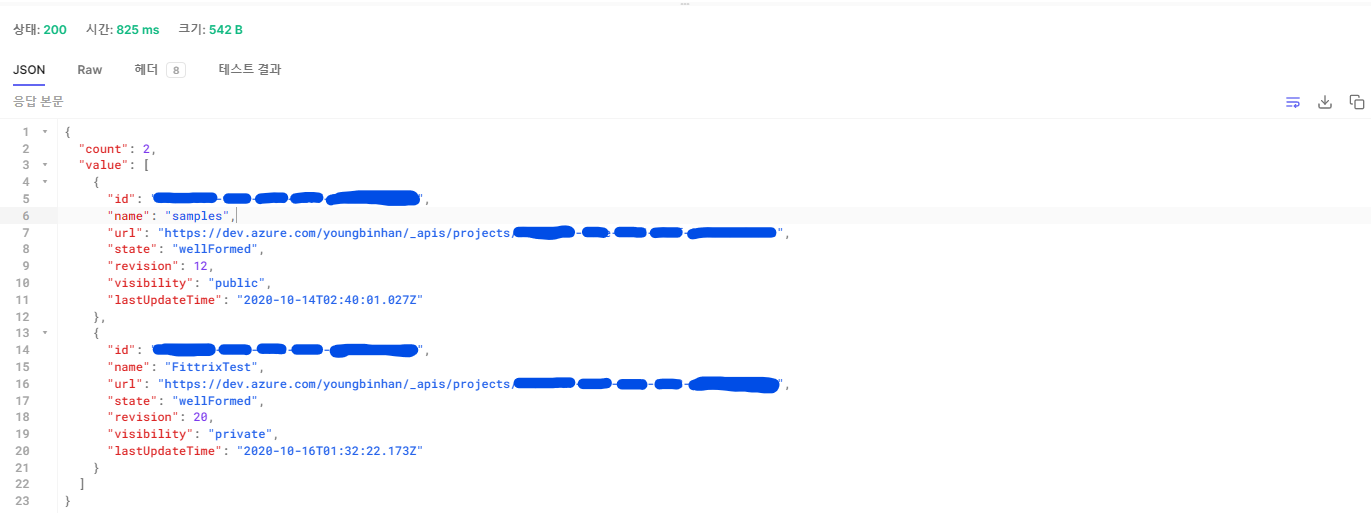 상태: 200 시간: 825 ms 크기: 542 B
JSON Raw 헤더 8 테스트 결과
응답 본문
1 {
2 "count": 2,
3 "value": [
4 {
5 "id": "",
6 "name": "samples",
7 "url": "https://dev.azure.com/youngbinhan/_apis/projects/",
8 "state": "wellFormed",
9 "revision": 12,
10 "visibility": "public",
11 "lastUpdateTime": "2020-10-14T02:40:01.027Z"
12 },
13 {
14 "id": "",
15 "name": "FittrixTest",
16 "url": "https://dev.azure.com/youngbinhan/_apis/projects/",
17 "state": "wellFormed",
18 "revision": 20,
19 "visibility": "private",
20 "lastUpdateTime": "2020-10-16T01:32:22.173Z"
21 }
22 ]
23 }